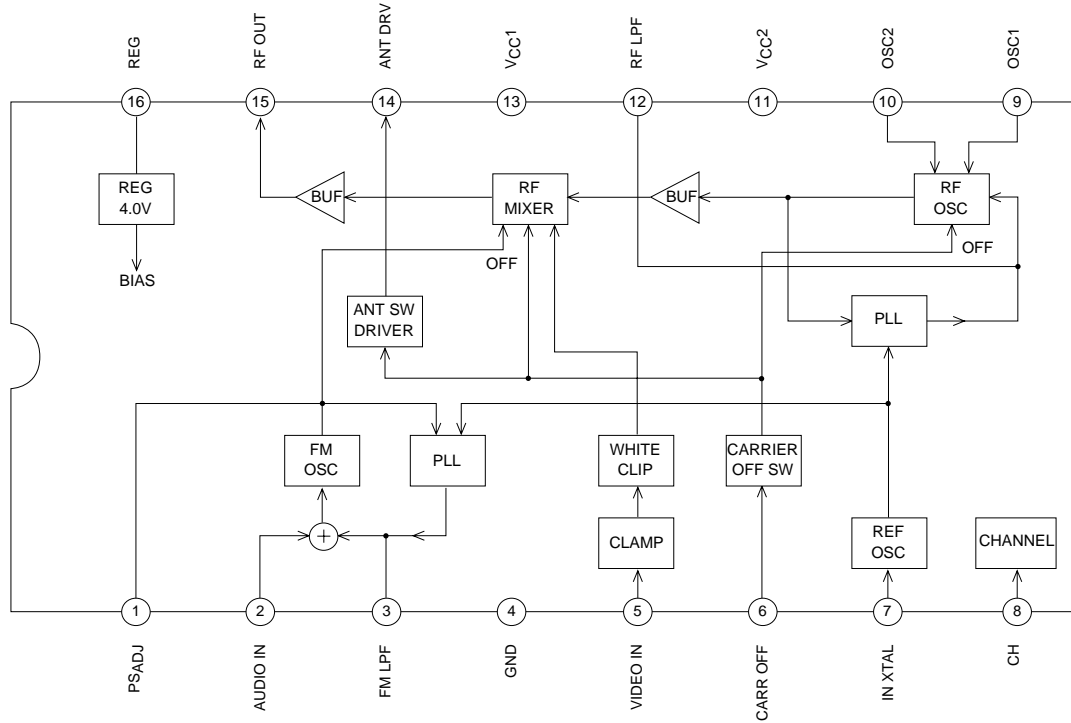 REG
RF OUT
ANT DRV
VCC1
RF LPF
VCC2
OSC2
OSC1
16
15
14
13
12
11
10
9
REG
4.0V
BIAS
BUF
RF
MIXER
OFF
BUF
RF
OSC
OFF
ANT SW
DRIVER
PLL
FM
OSC
PLL
WHITE
CLIP
CARRIER
OFF SW
+
CLAMP
REF
OSC
CHANNEL
1
2
3
4
5
6
7
8
PSADJ
AUDIO IN
FM LPF
GND
VIDEO IN
CARR OFF
IN XTAL
CH